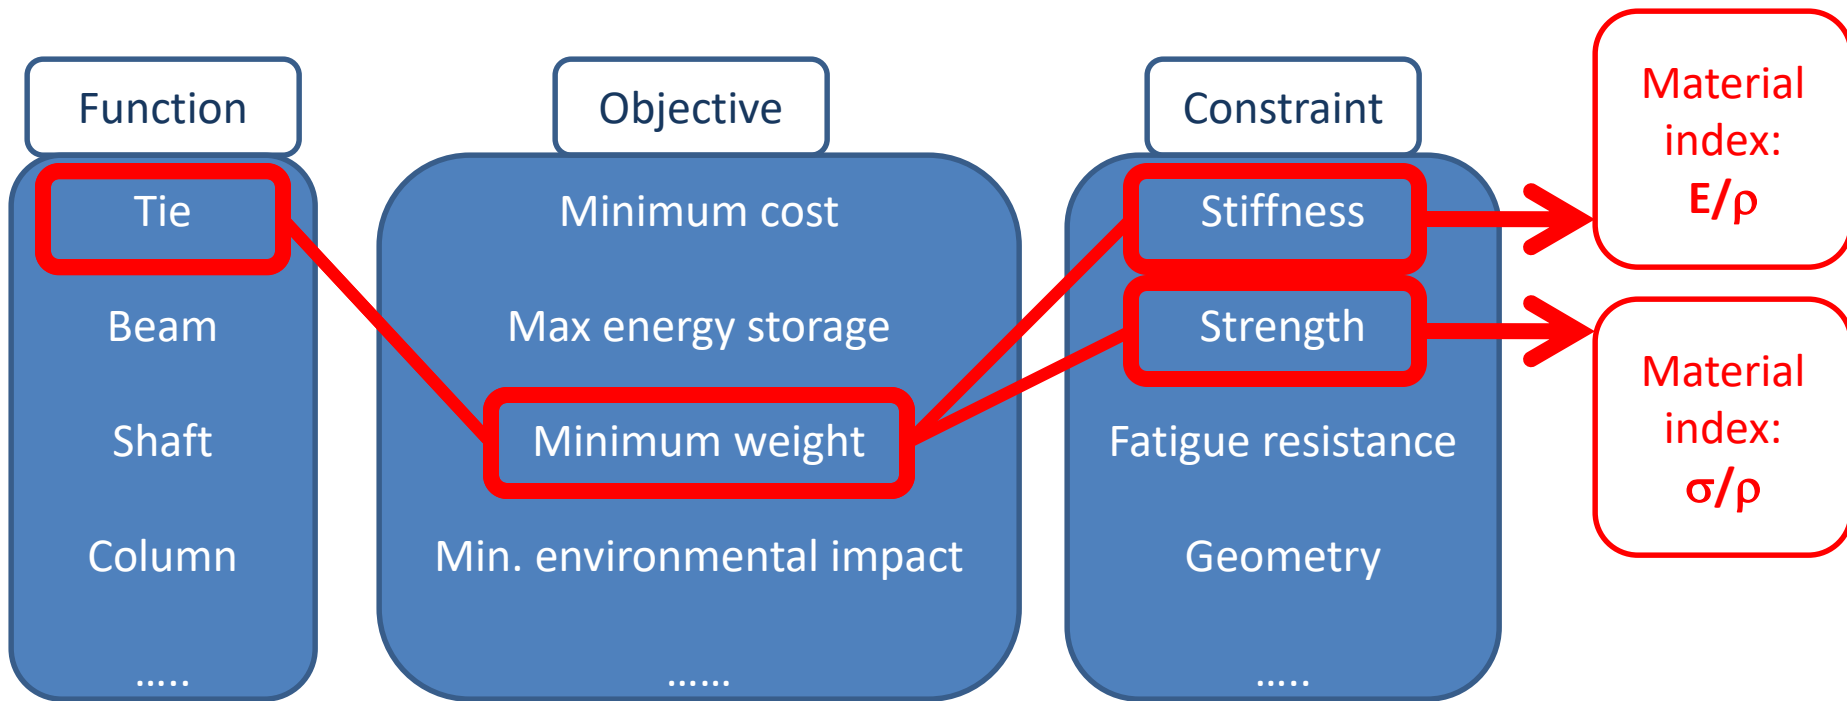 Function
Tie
Beam
Shaft
Column
.....
Objective
Minimum cost
Max energy storage
Minimum weight
Min. environmental impact
......
Constraint
Stiffness
Strength
Fatigue resistance
Geometry
.....
Material
index:
E/ρ
Material
index:
σ/ρ